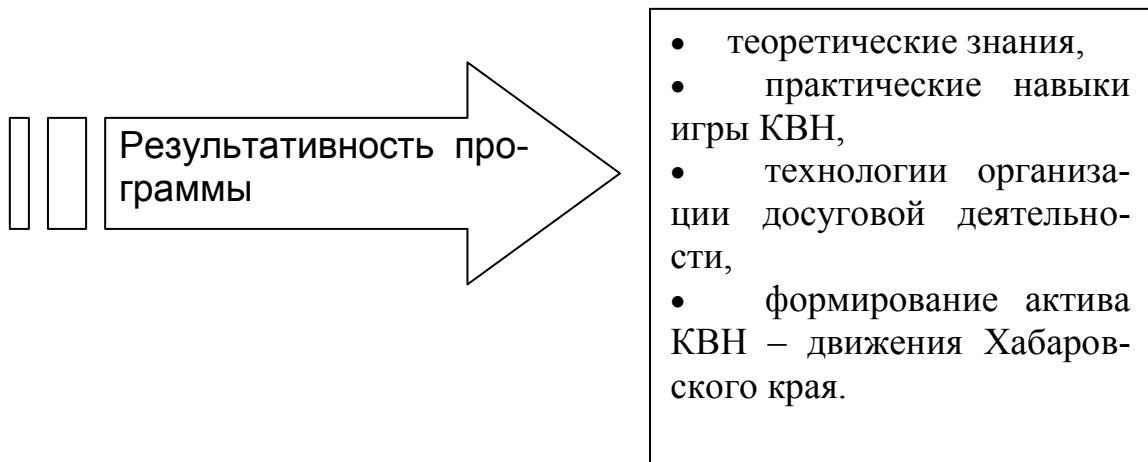 Результативность про-
граммы
• теоретические знания,
• практические навыки
игры КВН,
• технологии организа-
ции досуговой деятельно-
сти,
• формирование актива
КВН – движения Хабаров-
ского края.